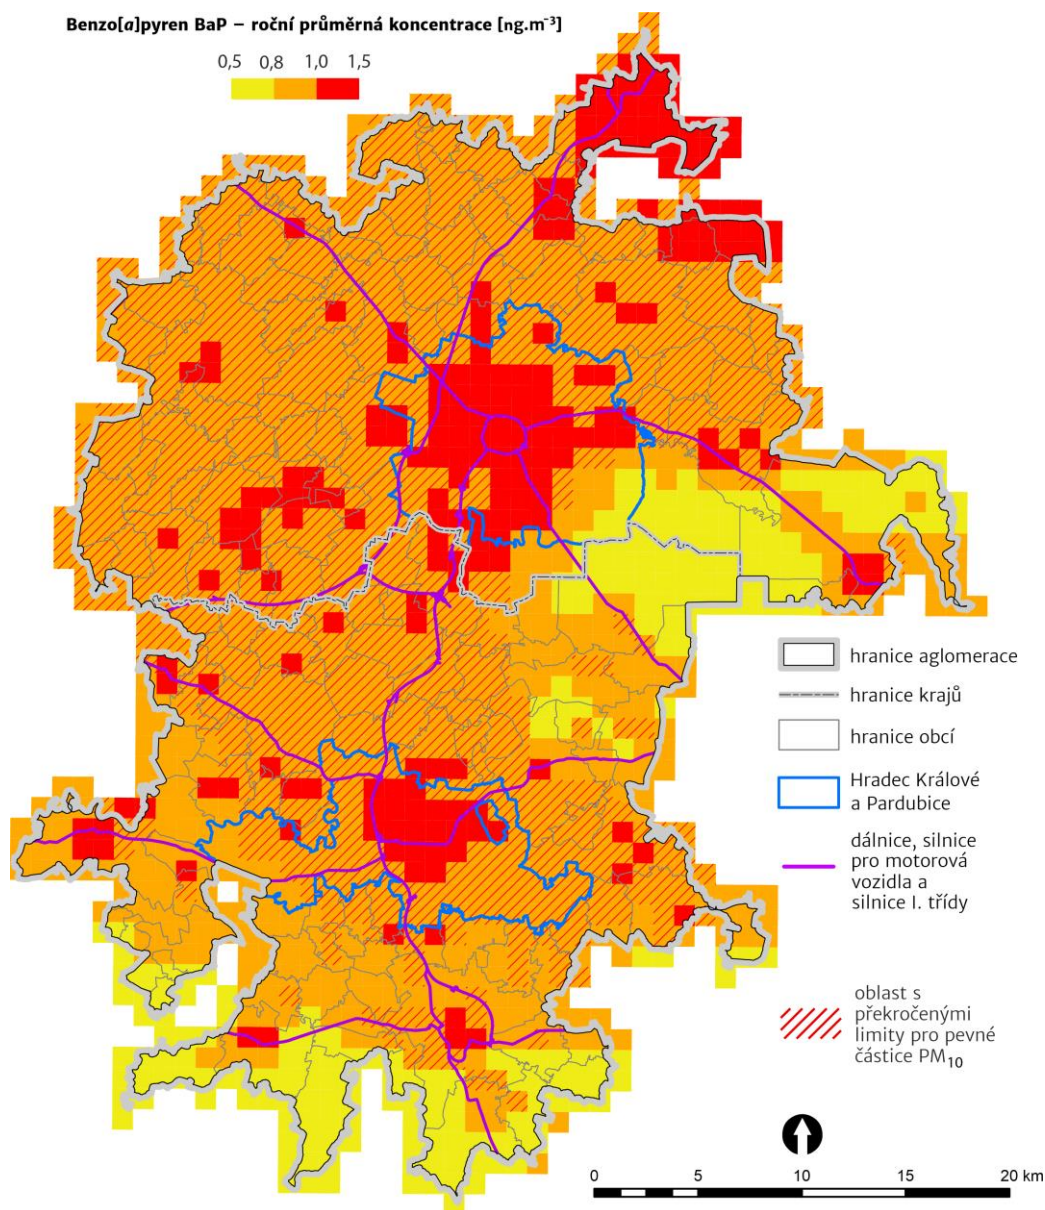 Benzo[a]pyren BaP – roční průměrná koncentrace [ng.m⁻³]
0,5 0,8 1,0 1,5
hranice aglomerace
hranice krajů
hranice obcí
Hradec Králové
a Pardubice
dálnice, silnice
pro motorová
vozidla a
silnice I. třídy
oblast s
překročenými
limity pro pevné
částice PM₁₀
0 5 10 15 20 km